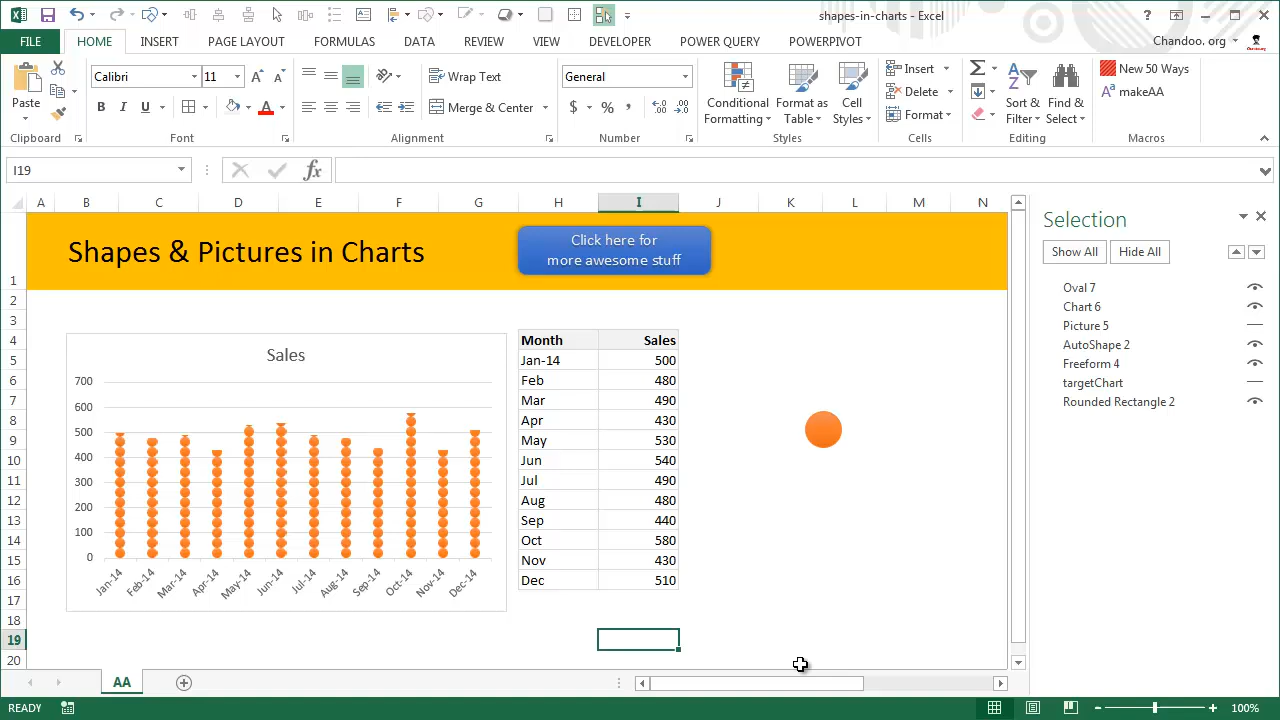 shapes-in-charts - Excel
FILE HOME INSERT PAGE LAYOUT FORMULAS DATA REVIEW VIEW DEVELOPER POWER QUERY POWERPIVOT Chandoo. org
Paste
Calibri 11
B I U
Wrap Text
Merge & Center
General
$ % ,
Conditional Formatting
Format as Table
Cell Styles
Insert
Delete
Format
Sort & Filter
Find & Select
New 50 Ways
makeAA
Clipboard Font Alignment Number Styles Cells Editing Macros
I19 fx
A B C D E F G H I J K L M N
1
2
3
4
5
6
7
8
9
10
11
12
13
14
15
16
17
18
19
20
Shapes & Pictures in Charts
Click here for
more awesome stuff
Sales
700
600
500
400
300
200
100
0
Jan-14 Feb-14 Mar-14 Apr-14 May-14 Jun-14 Jul-14 Aug-14 Sep-14 Oct-14 Nov-14 Dec-14
Month Sales
Jan-14 500
Feb 480
Mar 490
Apr 430
May 530
Jun 540
Jul 490
Aug 480
Sep 440
Oct 580
Nov 430
Dec 510
Selection
Show All Hide All
Oval 7
Chart 6
Picture 5
AutoShape 2
Freeform 4
targetChart
Rounded Rectangle 2
AA
READY 100%